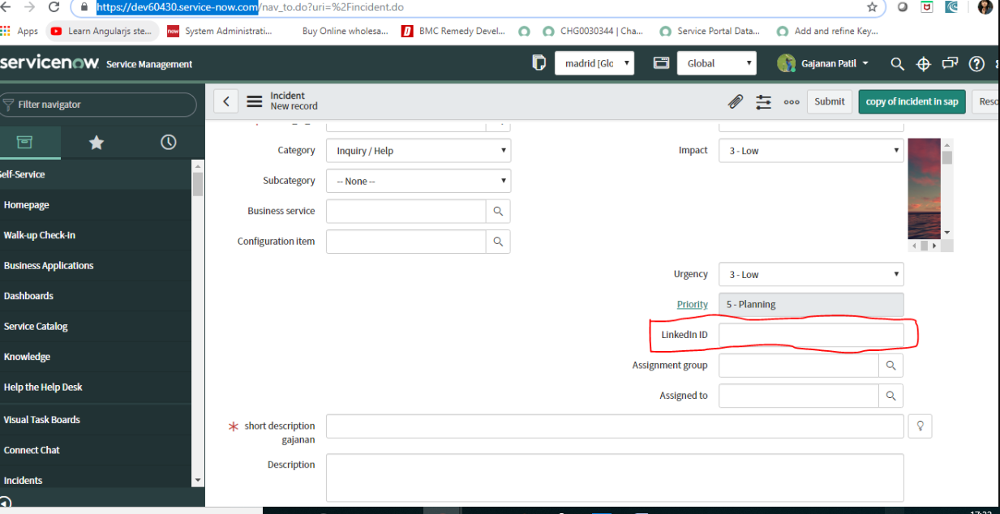 https://dev60430.service-now.com/nav_to.do?uri=%2Fincident.do
Apps Learn Angularjs ste... now System Administrati... Buy Online wholesa... BMC Remedy Devel... CHG0030344 | Cha... Service Portal Data... Add and refine Key...
servicenow Service Management madrid [Glo Global Gajanan Patil
Filter navigator
Incident
New record
Submit copy of incident in sap Reso
Self-Service
Homepage
Walk-up Check-in
Business Applications
Dashboards
Service Catalog
Knowledge
Help the Help Desk
Visual Task Boards
Connect Chat
Incidents
Category Inquiry / Help Impact 3 - Low
Subcategory -- None --
Business service
Configuration item
Urgency 3 - Low
Priority 5 - Planning
LinkedIn ID
Assignment group
Assigned to
short description
gajanan
Description